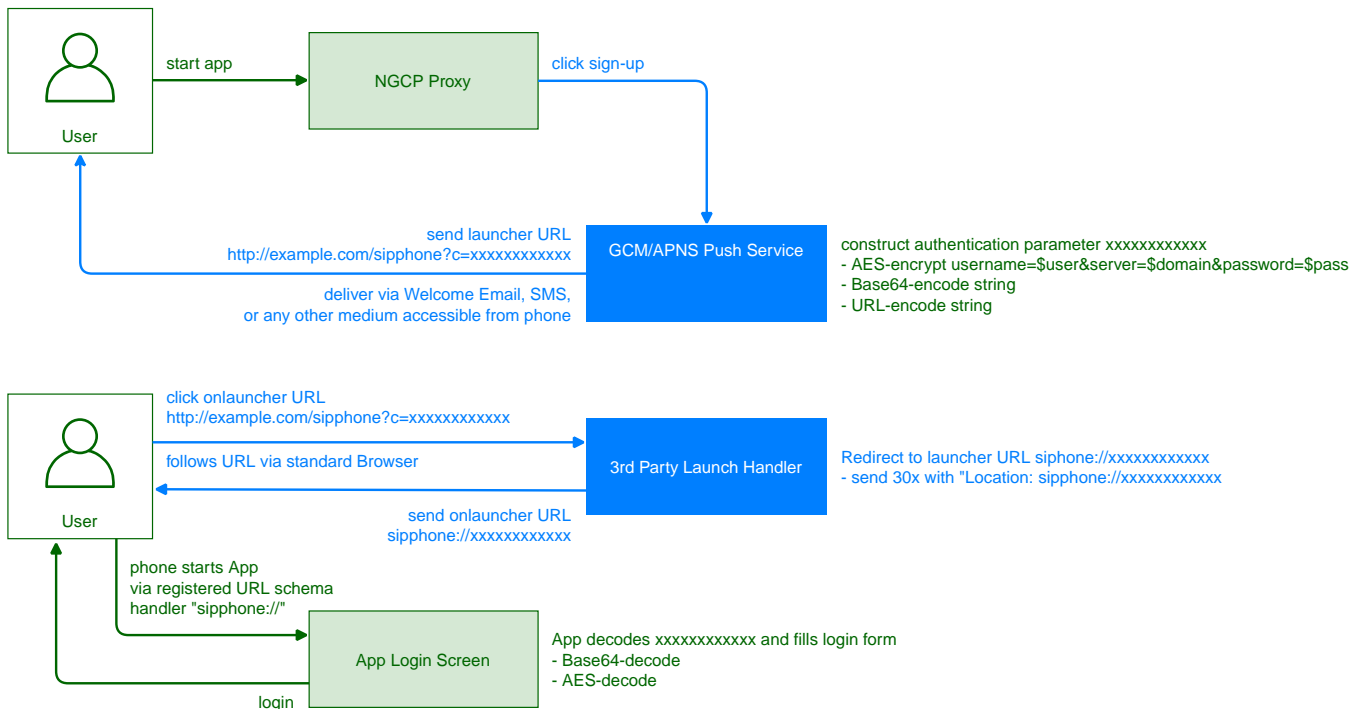 start app
NGCP Proxy
click sign-up
User
send launcher URL
http://example.com/sipphone?c=xxxxxxxxxxxx
deliver via Welcome Email, SMS,
or any other medium accessible from phone
GCM/APNS Push Service
construct authentication parameter xxxxxxxxxxxx
- AES-encrypt username=$user&server=$domain&password=$pass
- Base64-encode string
- URL-encode string
click onlauncher URL
http://example.com/sipphone?c=xxxxxxxxxxxx
follows URL via standard Browser
User
3rd Party Launch Handler
Redirect to launcher URL siphone://xxxxxxxxxxxx
- send 30x with "Location: sipphone://xxxxxxxxxxxx
send onlauncher URL
sipphone://xxxxxxxxxxxx
phone starts App
via registered URL schema
handler "sipphone://"
App Login Screen
App decodes xxxxxxxxxxxx and fills login form
- Base64-decode
- AES-decode
login